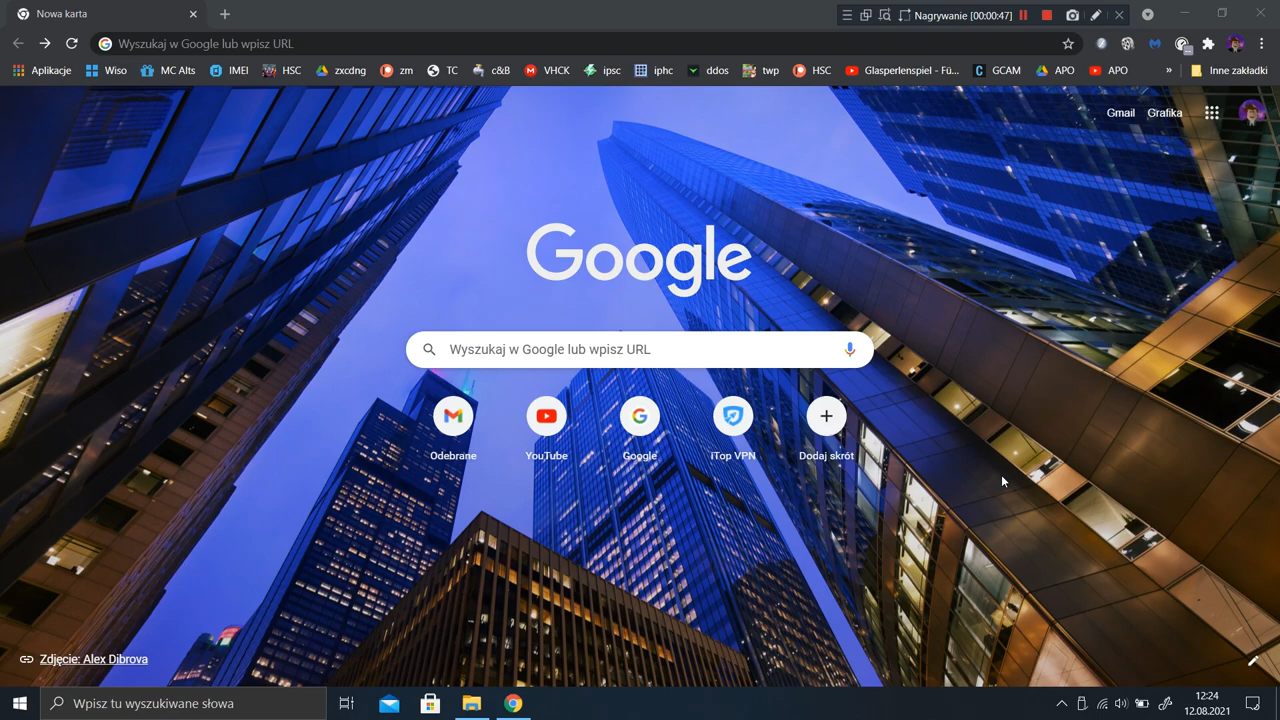 Nowa karta
Nagrywanie [00:00:47]
Wyszukaj w Google lub wpisz URL
Aplikacje Wiso MC Alts IMEI HSC zxcdng zm TC c&B VHCK ipsc iphc ddos twp HSC Glasperlenspiel - Fü... GCAM APO APO » Inne zakładki
Gmail Grafika
Google
Wyszukaj w Google lub wpisz URL
Odebrane YouTube Google iTop VPN Dodaj skrót
Zdjęcie: Alex Dibrova
Wpisz tu wyszukiwane słowa
12:24
12.08.2021